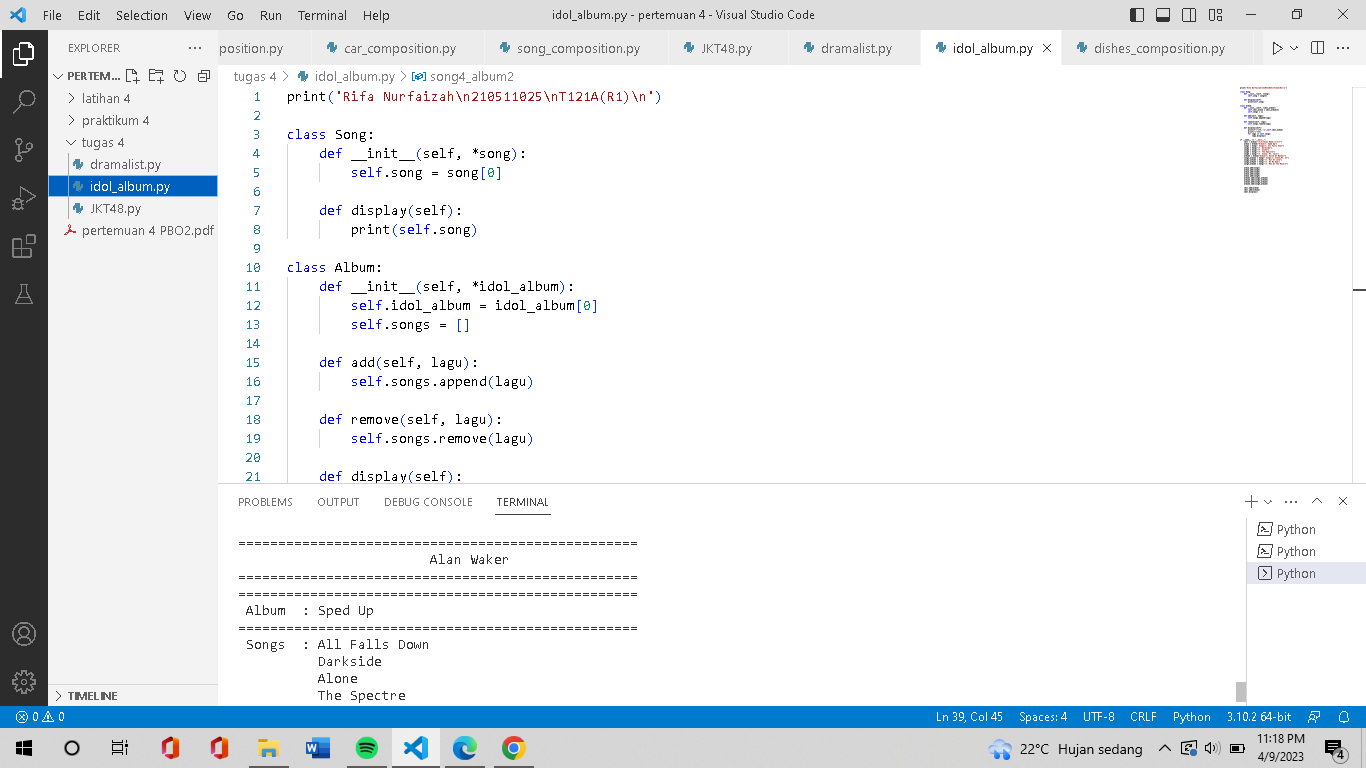 File Edit Selection View Go Run Terminal Help idol_album.py - pertemuan 4 - Visual Studio Code
EXPLORER
position.py car_composition.py song_composition.py JKT48.py dramalist.py idol_album.py dishes_composition.py
PERTEM...
latihan 4
praktikum 4
tugas 4
dramalist.py
idol_album.py
JKT48.py
pertemuan 4 PBO2.pdf
TIMELINE
tugas 4 > idol_album.py > song4_album2
1 print('Rifa Nurfaizah\n210511025\nT121A(R1)\n')
2
3 class Song:
4     def __init__(self, *song):
5         self.song = song[0]
6
7     def display(self):
8         print(self.song)
9
10 class Album:
11     def __init__(self, *idol_album):
12         self.idol_album = idol_album[0]
13         self.songs = []
14
15     def add(self, lagu):
16         self.songs.append(lagu)
17
18     def remove(self, lagu):
19         self.songs.remove(lagu)
20
21     def display(self):
PROBLEMS OUTPUT DEBUG CONSOLE TERMINAL
==================================================
Alan Waker
==================================================
==================================================
Album : Sped Up
==================================================
Songs : All Falls Down
Darkside
Alone
The Spectre
Python
Python
Python
0 0 Ln 39, Col 45 Spaces: 4 UTF-8 CRLF Python 3.10.2 64-bit
22°C Hujan sedang 11:18 PM
4/9/2023
4